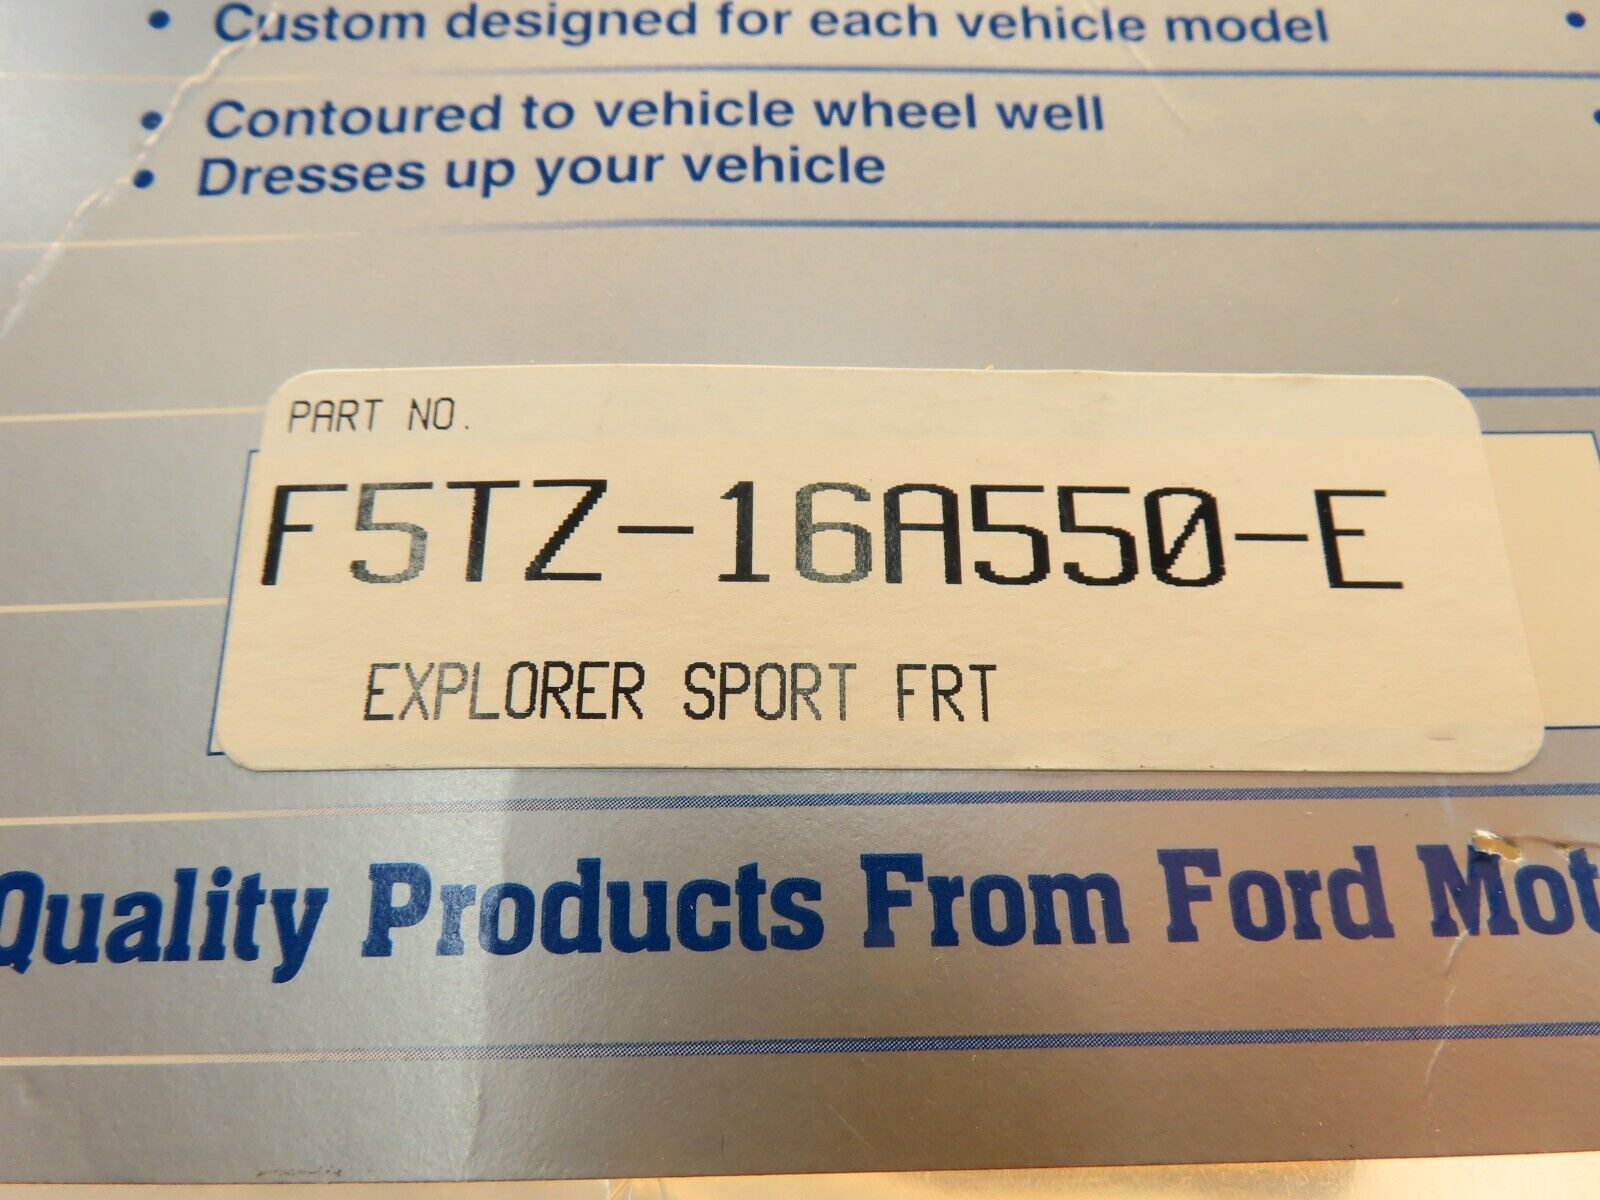 • Custom designed for each vehicle model
• Contoured to vehicle wheel well
• Dresses up your vehicle
PART NO.
F5TZ-16A550-E
EXPLORER SPORT FRT
Quality Products From Ford Mot